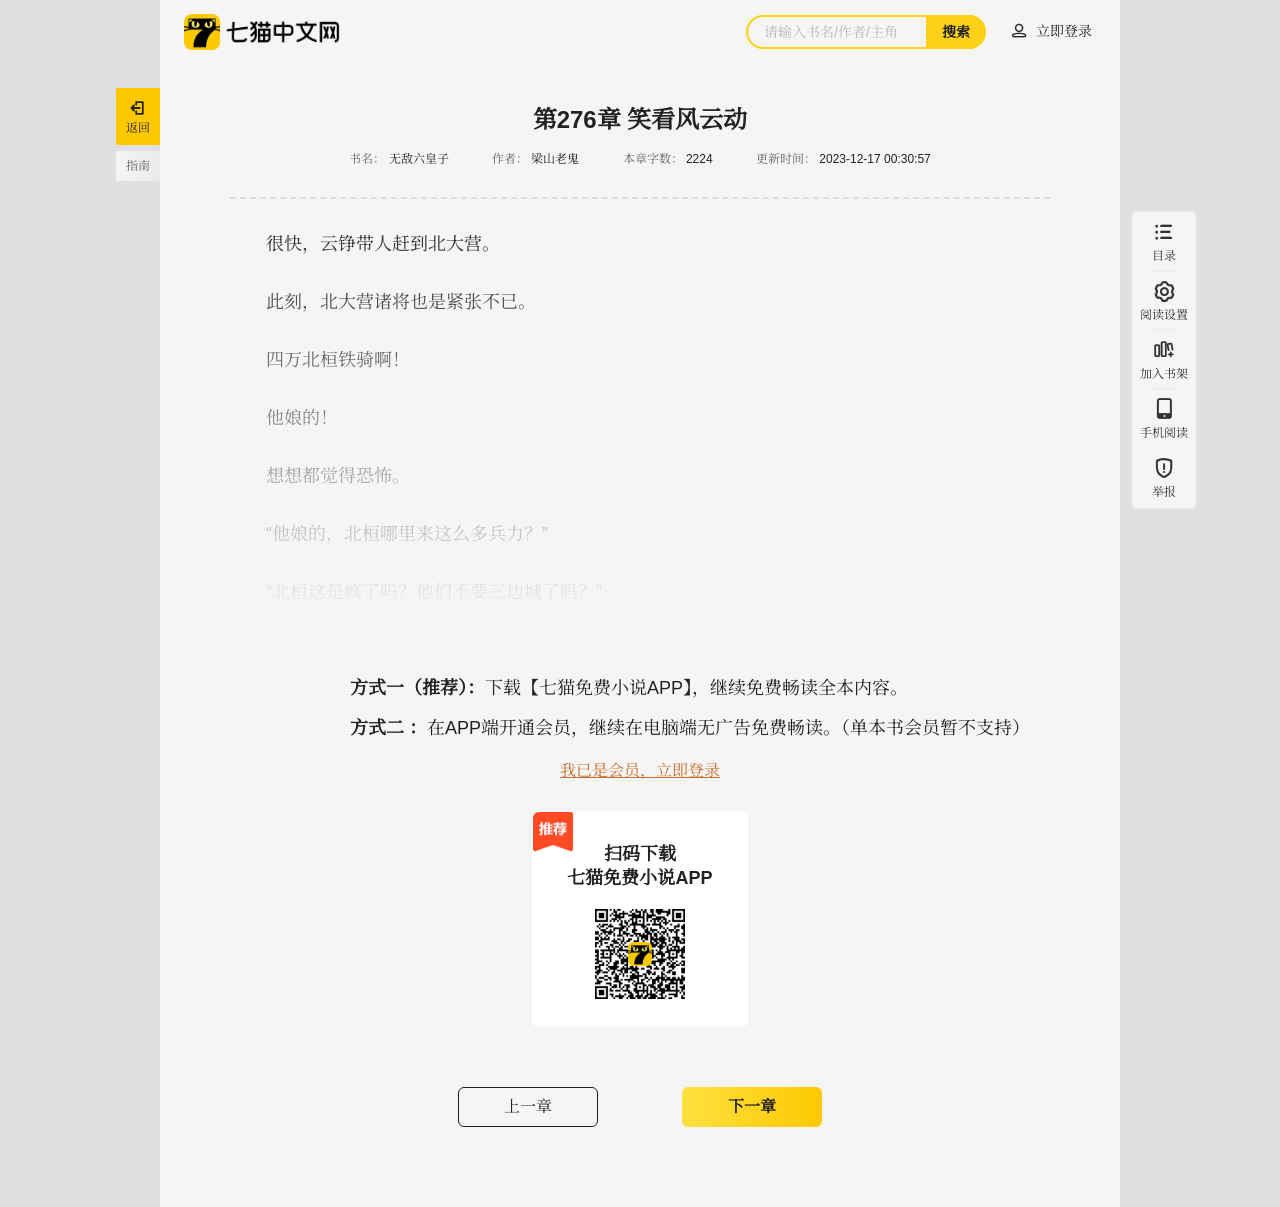 七猫中文网
请输入书名/作者/主角
搜索
立即登录
返回
指南
第276章 笑看风云动
书名： 无敌六皇子 作者： 梁山老鬼 本章字数： 2224 更新时间： 2023-12-17 00:30:57
很快，云铮带人赶到北大营。
此刻，北大营诸将也是紧张不已。
四万北桓铁骑啊！
他娘的！
想想都觉得恐怖。
“他娘的，北桓哪里来这么多兵力？”
“北桓这是疯了吗？他们不要三边城了吗？”
目录
阅读设置
加入书架
手机阅读
举报
方式一（推荐）：下载【七猫免费小说APP】，继续免费畅读全本内容。
方式二 ：在APP端开通会员，继续在电脑端无广告免费畅读。（单本书会员暂不支持）
我已是会员，立即登录
推荐
扫码下载
七猫免费小说APP
上一章
下一章